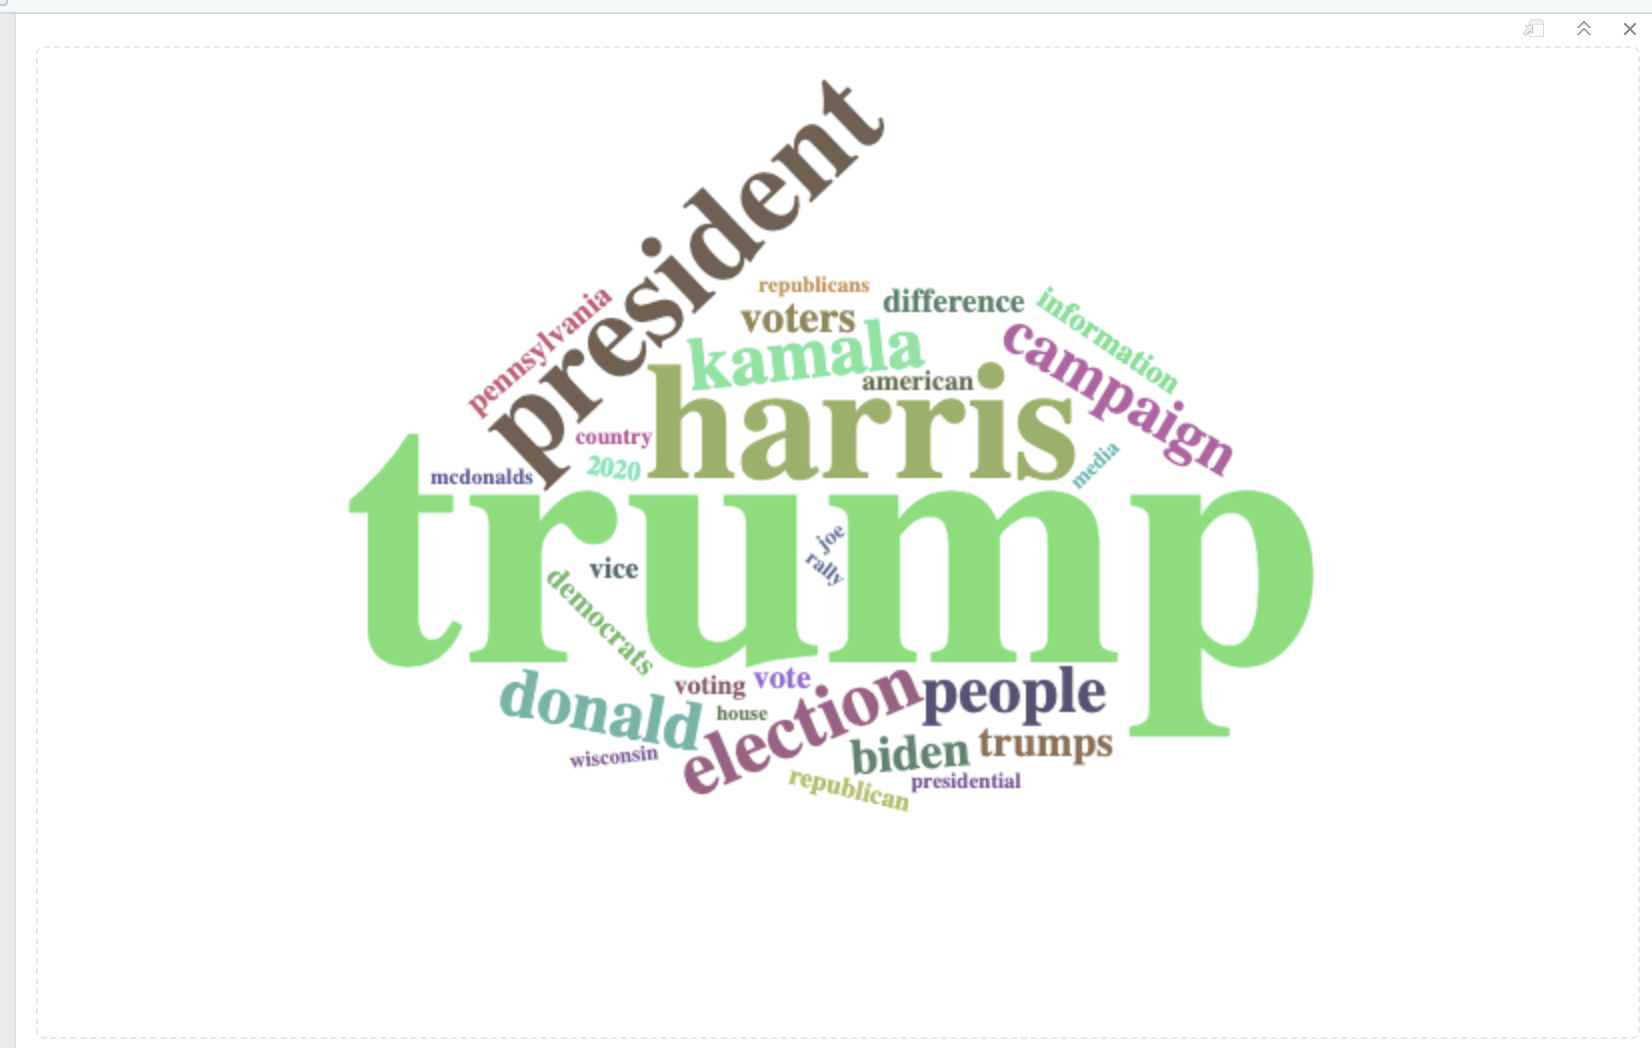 president
republicans
difference
information
pennsylvania
voters
kamala
campaign
american
harris
country
2020
media
mcdonalds
trump
joe
rally
vice
democrats
donald
voting
vote
election
people
house
wisconsin
biden
trumps
republican
presidential